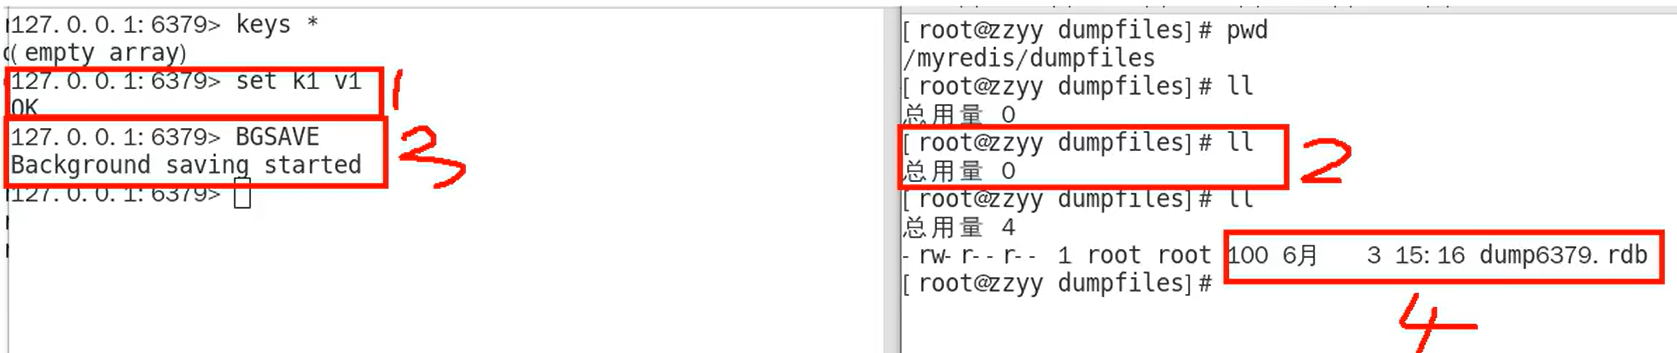 127.0.0.1:6379> keys *
(empty array)
127.0.0.1:6379> set k1 v1
OK
127.0.0.1:6379> BGSAVE
Background saving started
127.0.0.1:6379>
1
3
[root@zzyy dumpfiles]# pwd
/myredis/dumpfiles
[root@zzyy dumpfiles]# ll
总用量 0
[root@zzyy dumpfiles]# ll
总用量 0
[root@zzyy dumpfiles]# ll
总用量 4
-rw-r--r-- 1 root root 100 6月 3 15:16 dump6379.rdb
[root@zzyy dumpfiles]#
2
4